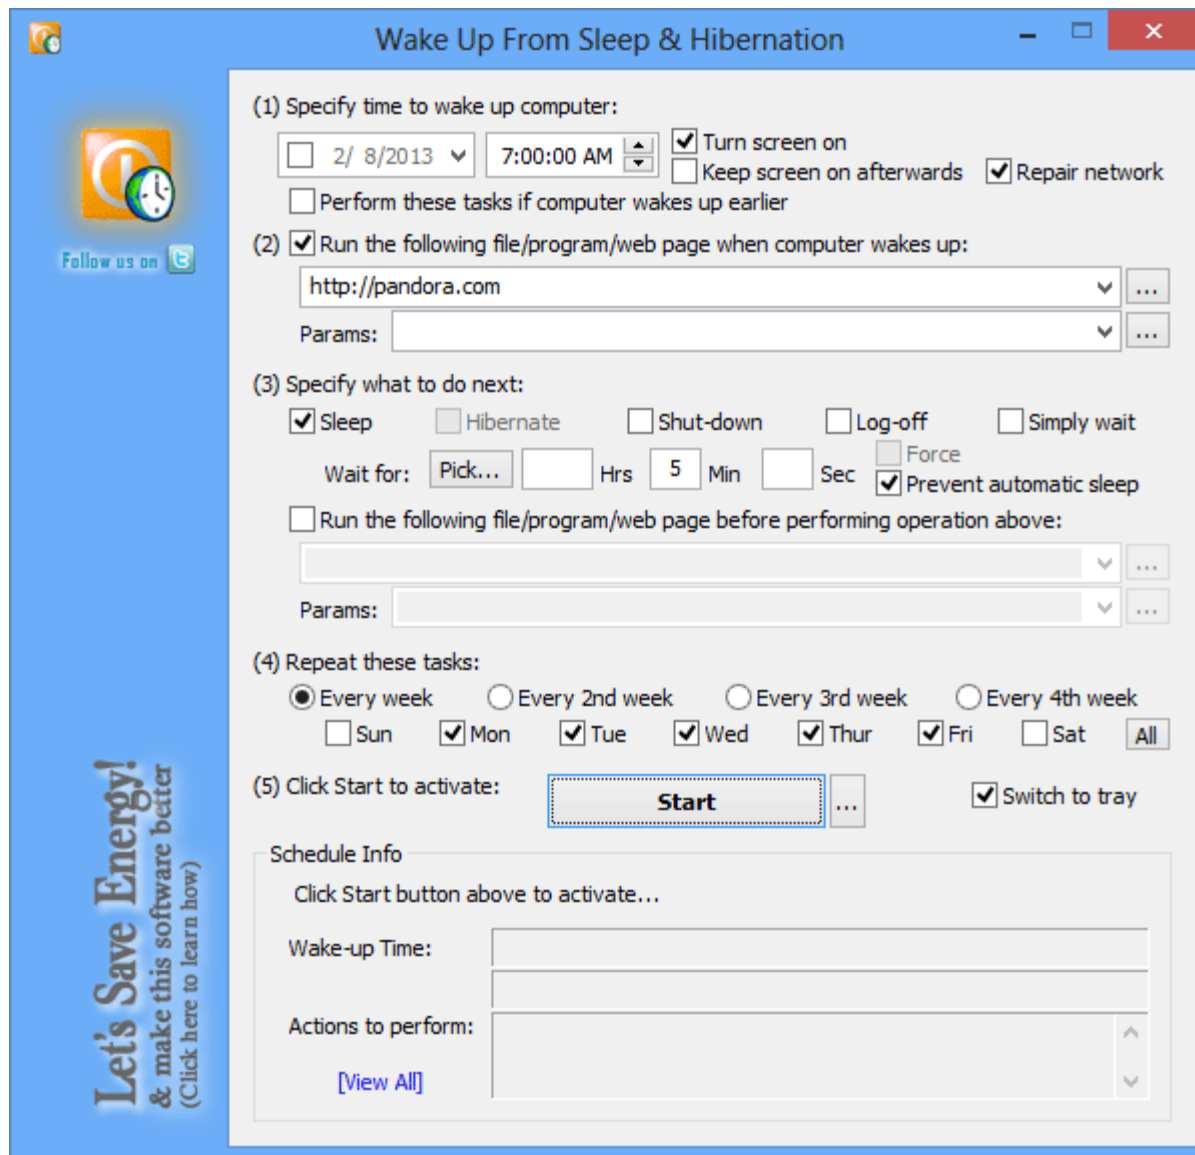 Wake Up From Sleep & Hibernation
Follow us on
(1) Specify time to wake up computer:
2/ 8/2013
7:00:00 AM
Turn screen on
Keep screen on afterwards
Repair network
Perform these tasks if computer wakes up earlier
(2) Run the following file/program/web page when computer wakes up:
http://pandora.com
...
Params:
...
(3) Specify what to do next:
Sleep Hibernate Shut-down Log-off Simply wait
Wait for: Pick... Hrs 5 Min Sec
Force
Prevent automatic sleep
Run the following file/program/web page before performing operation above:
...
Params:
...
(4) Repeat these tasks:
Every week Every 2nd week Every 3rd week Every 4th week
Sun Mon Tue Wed Thur Fri Sat All
(5) Click Start to activate: Start ... Switch to tray
Schedule Info
Click Start button above to activate...
Wake-up Time:
Actions to perform:
[View All]
Let's Save Energy!
& make this software better
(Click here to learn how)